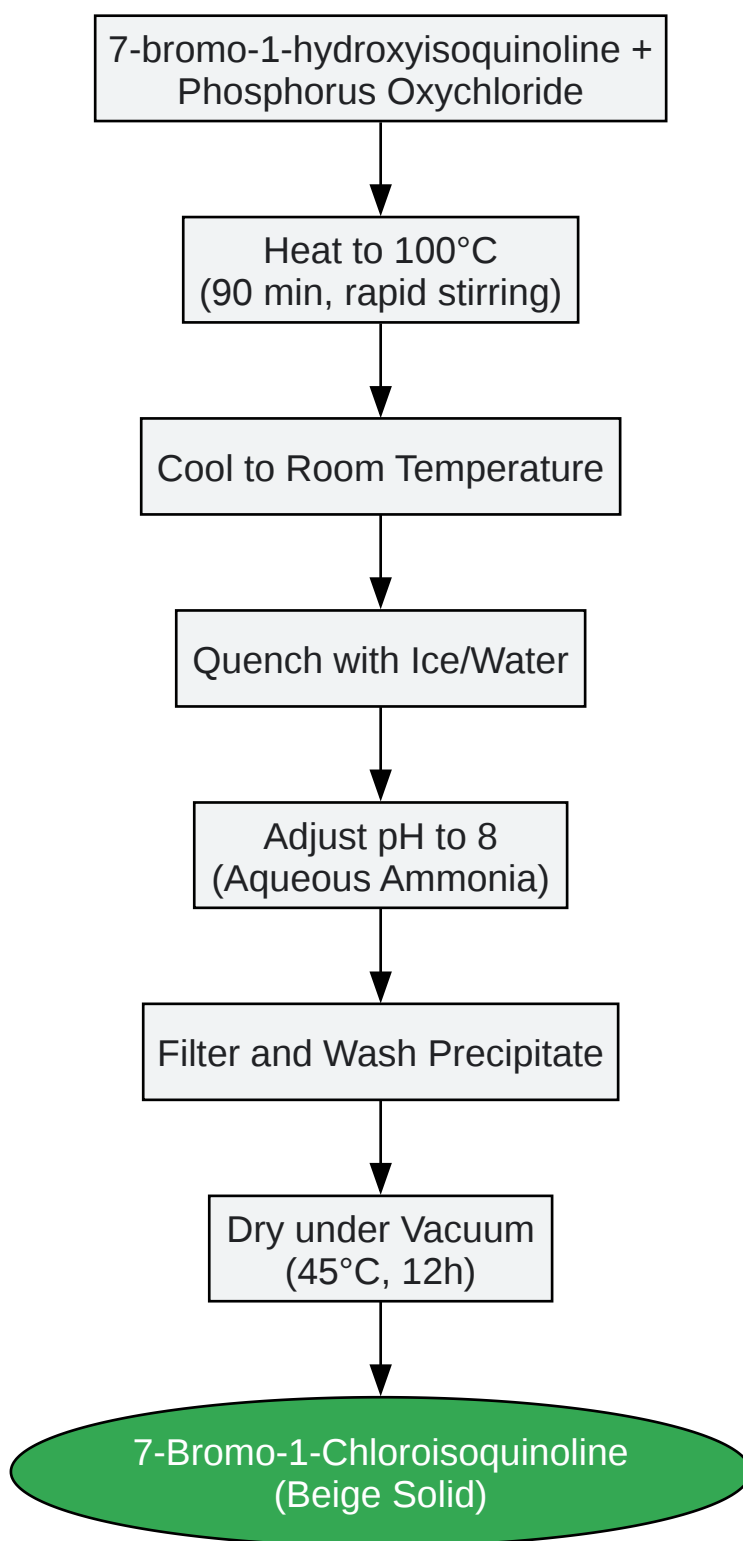 7-bromo-1-hydroxyisoquinoline +
Phosphorus Oxychloride
Heat to 100°C
(90 min, rapid stirring)
Cool to Room Temperature
Quench with Ice/Water
Adjust pH to 8
(Aqueous Ammonia)
Filter and Wash Precipitate
Dry under Vacuum
(45°C, 12h)
7-Bromo-1-Chloroisoquinoline
(Beige Solid)